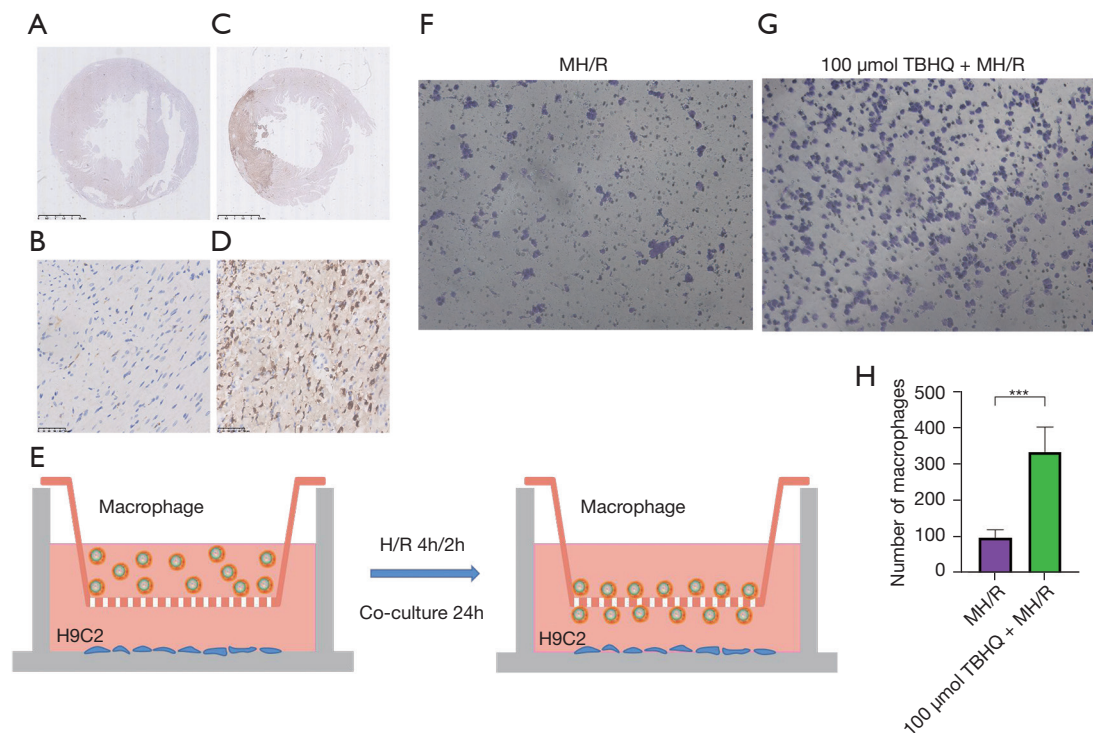 A
C
F
G
MH/R
100 µmol TBHQ + MH/R
B
D
H
500
400
300
200
100
0
Number of macrophages
***
MH/R
100 µmol TBHQ + MH/R
E
Macrophage
H9C2
H/R 4h/2h
Co-culture 24h
Macrophage
H9C2